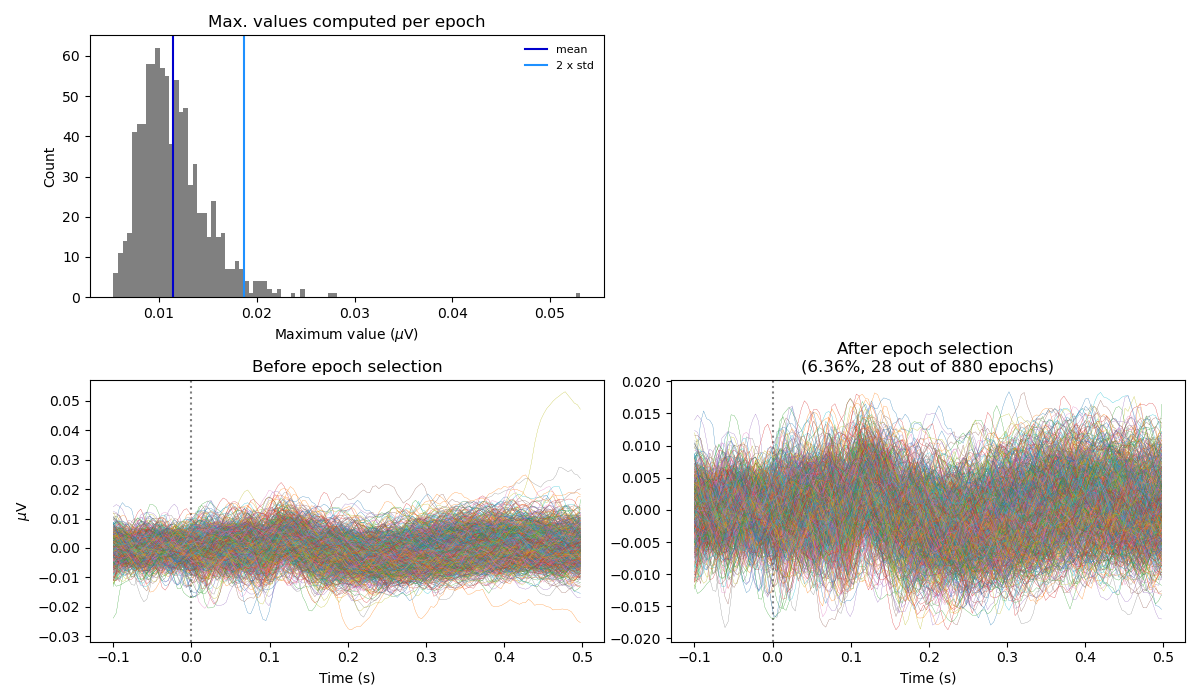 Max. values computed per epoch
mean
2 x std
60
50
40
30
20
10
0
Count
0.01 0.02 0.03 0.04 0.05
Maximum value (μV)
Before epoch selection
0.05
0.04
0.03
0.02
0.01
0.00
−0.01
−0.02
−0.03
μV
−0.1 0.0 0.1 0.2 0.3 0.4 0.5
Time (s)
After epoch selection
(6.36%, 28 out of 880 epochs)
0.020
0.015
0.010
0.005
0.000
−0.005
−0.010
−0.015
−0.020
−0.1 0.0 0.1 0.2 0.3 0.4 0.5
Time (s)